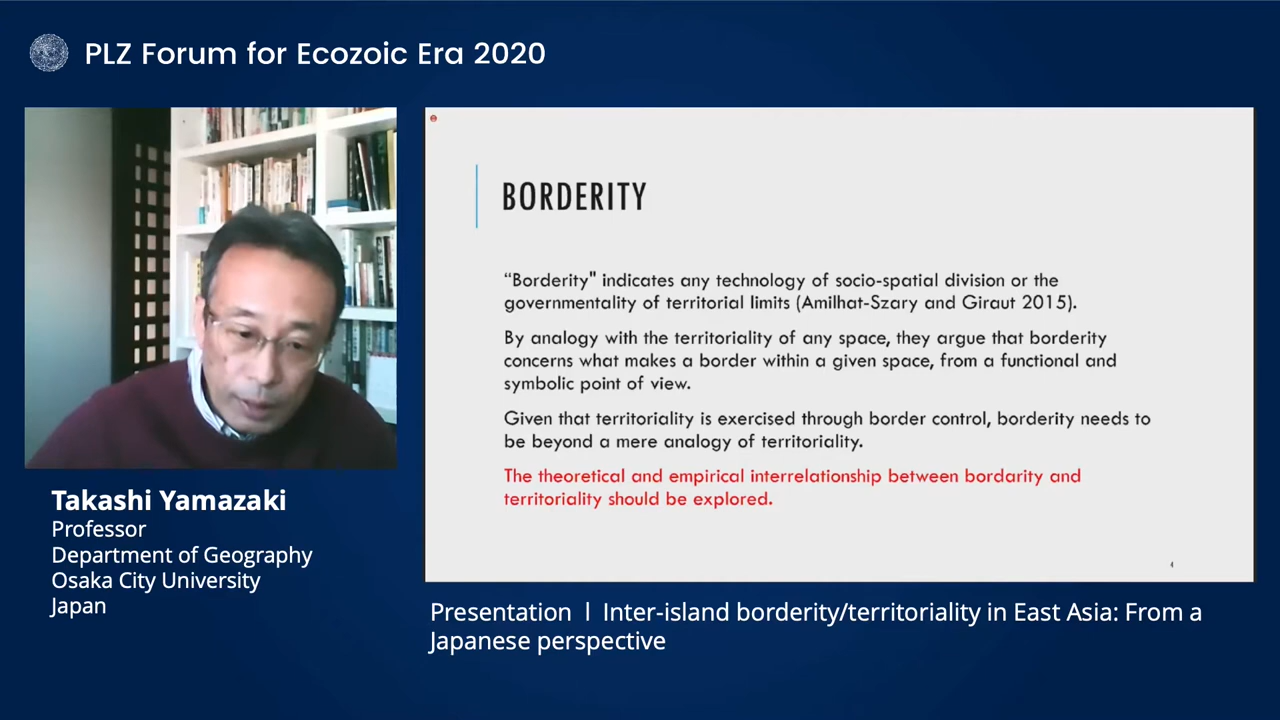 PLZ Forum for Ecozoic Era 2020
BORDERITY
“Borderity" indicates any technology of socio-spatial division or the
governmentality of territorial limits (Amilhat-Szary and Giraut 2015).
By analogy with the territoriality of any space, they argue that borderity
concerns what makes a border within a given space, from a functional and
symbolic point of view.
Given that territoriality is exercised through border control, borderity needs to
be beyond a mere analogy of territoriality.
The theoretical and empirical interrelationship between bordarity and
territoriality should be explored.
4
Takashi Yamazaki
Professor
Department of Geography
Osaka City University
Japan
Presentation l Inter-island borderity/territoriality in East Asia: From a
Japanese perspective